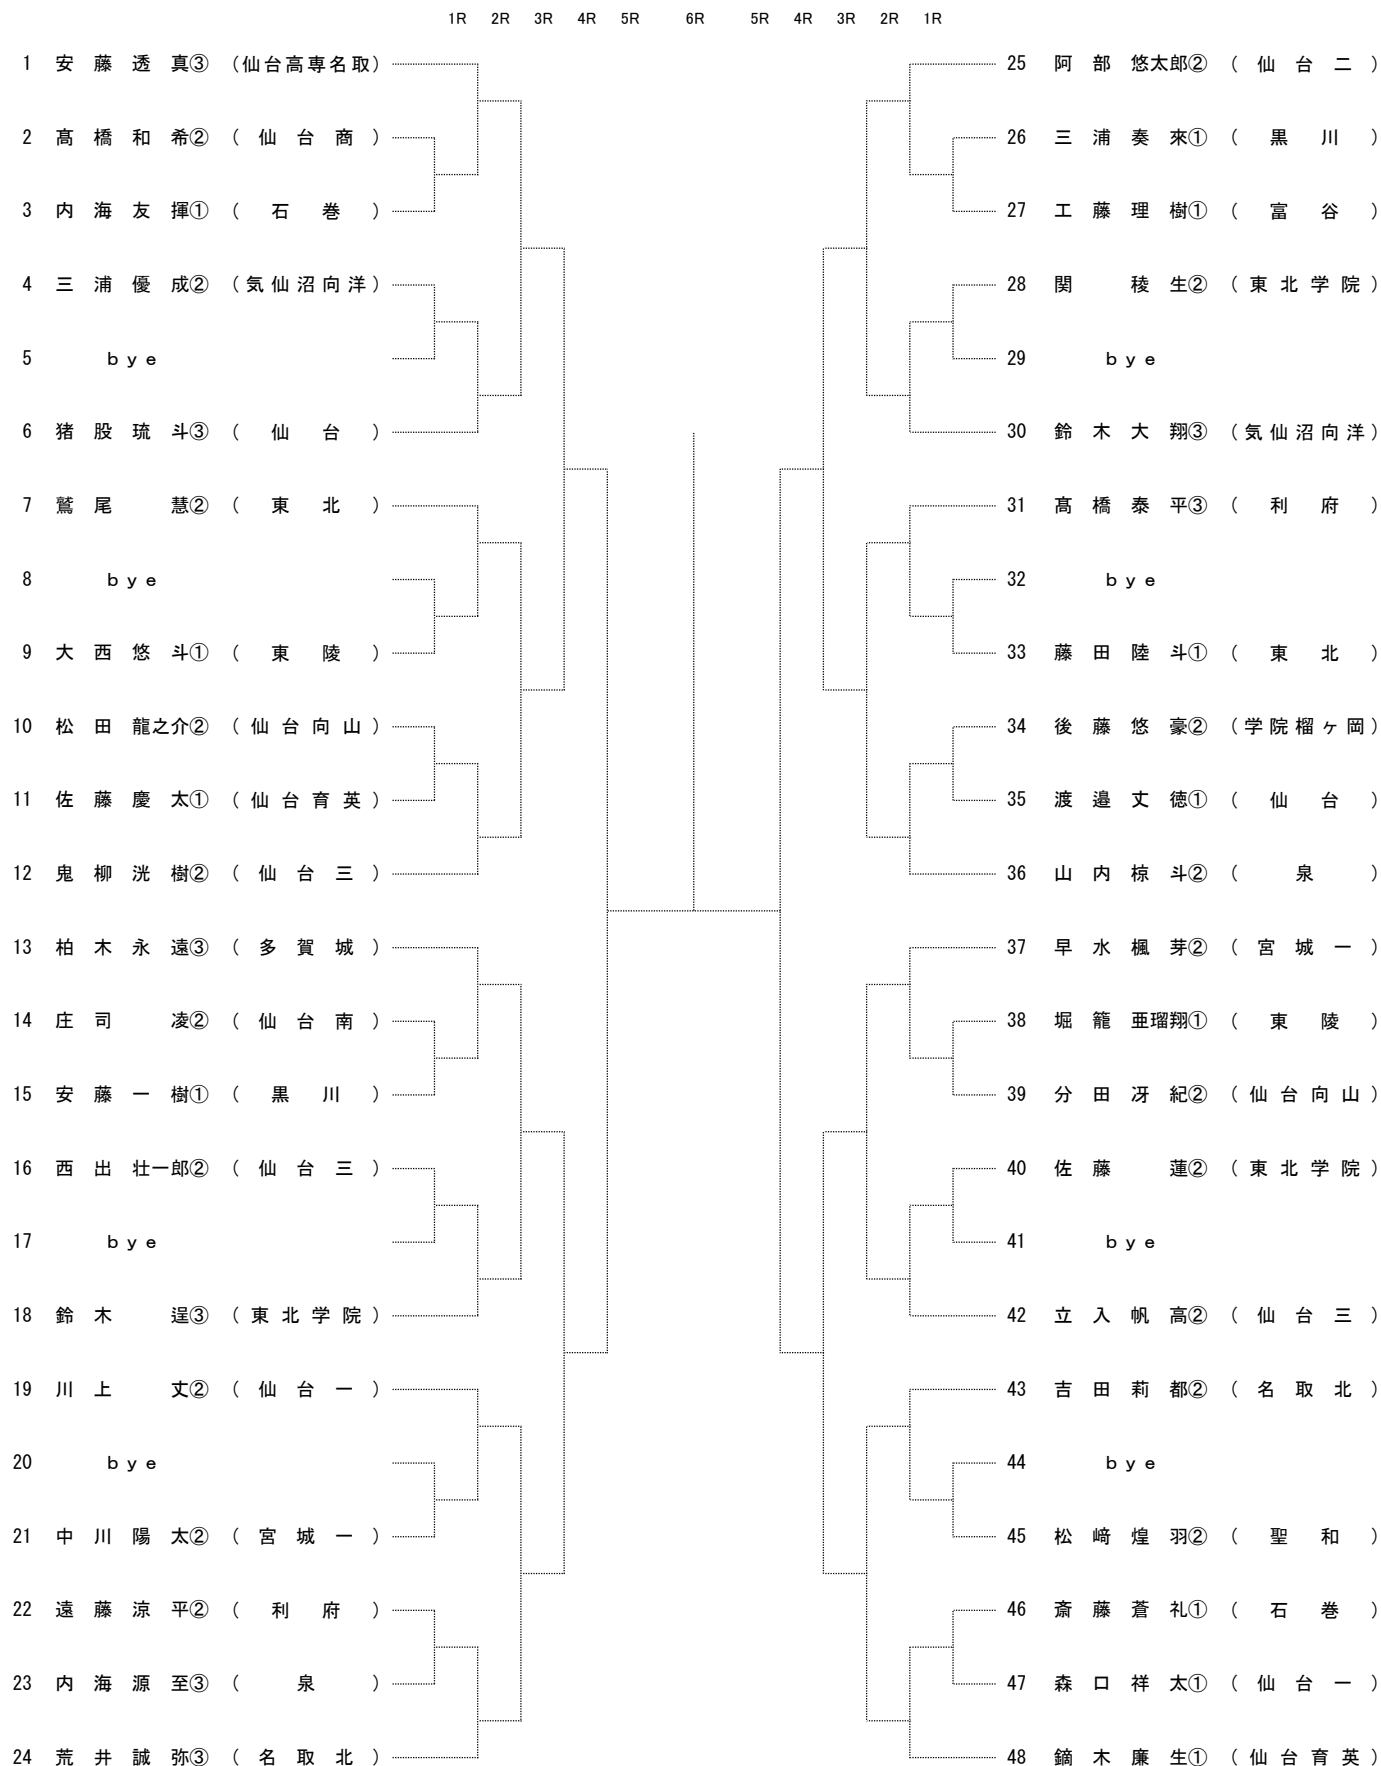 1R 2R 3R 4R 5R 6R 5R 4R 3R 2R 1R
1 安藤透真③ (仙台高専名取)
2 髙橋和希② (仙台商)
3 内海友揮① (石巻)
4 三浦優成② (気仙沼向洋)
5 bye
6 猪股琉斗③ (仙台)
7 鷲尾慧② (東北)
8 bye
9 大西悠斗① (東陵)
10 松田龍之介② (仙台向山)
11 佐藤慶太① (仙台育英)
12 鬼柳洸樹② (仙台三)
13 柏木永遠③ (多賀城)
14 庄司凌② (仙台南)
15 安藤一樹① (黒川)
16 西出壮一郎② (仙台三)
17 bye
18 鈴木逞③ (東北学院)
19 川上丈② (仙台一)
20 bye
21 中川陽太② (宮城一)
22 遠藤涼平② (利府)
23 内海源至③ (泉)
24 荒井誠弥③ (名取北)
25 阿部悠太郎② (仙台二)
26 三浦奏來① (黒川)
27 工藤理樹① (富谷)
28 関稜生② (東北学院)
29 bye
30 鈴木大翔③ (気仙沼向洋)
31 髙橋泰平③ (利府)
32 bye
33 藤田陸斗① (東北)
34 後藤悠豪② (学院榴ヶ岡)
35 渡邉丈徳① (仙台)
36 山内椋斗② (泉)
37 早水楓芽② (宮城一)
38 堀籠亜瑠翔① (東陵)
39 分田冴紀② (仙台向山)
40 佐藤蓮② (東北学院)
41 bye
42 立入帆高② (仙台三)
43 吉田莉都② (名取北)
44 bye
45 松﨑煌羽② (聖和)
46 斎藤蒼礼① (石巻)
47 森口祥太① (仙台一)
48 鏑木廉生① (仙台育英)